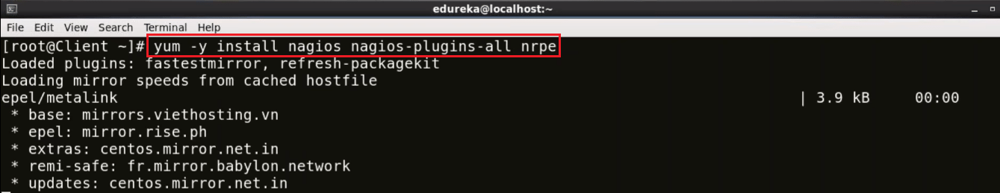 edureka@localhost:~
File Edit View Search Terminal Help
[root@Client ~]# yum -y install nagios nagios-plugins-all nrpe
Loaded plugins: fastestmirror, refresh-packagekit
Loading mirror speeds from cached hostfile
epel/metalink | 3.9 kB 00:00
* base: mirrors.viethosting.vn
* epel: mirror.rise.ph
* extras: centos.mirror.net.in
* remi-safe: fr.mirror.babylon.network
* updates: centos.mirror.net.in